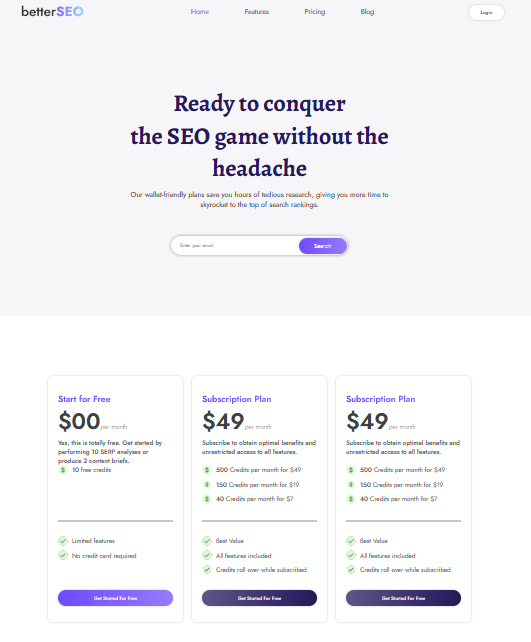 betterSEO
Home Features Pricing Blog Login
Ready to conquer
the SEO game without the
headache
Our wallet-friendly plans save you hours of tedious research, giving you more time to
skyrocket to the top of search rankings.
Enter your email Search
Start for Free
$00 per month
Yes, this is totally free. Get started by
performing 10 SERP analyses or
produce 2 content briefs.
$ 10 free credits
Limited features
No credit card required
Get Started For Free
Subscription Plan
$49 per month
Subscribe to obtain optimal benefits and
unrestricted access to all features.
$ 500 Credits per month for $49
$ 150 Credits per month for $19
$ 40 Credits per month for $7
Best Value
All features included
Credits roll over while subscribed
Get Started For Free
Subscription Plan
$49 per month
Subscribe to obtain optimal benefits and
unrestricted access to all features.
$ 500 Credits per month for $49
$ 150 Credits per month for $19
$ 40 Credits per month for $7
Best Value
All features included
Credits roll over while subscribed
Get Started For Free